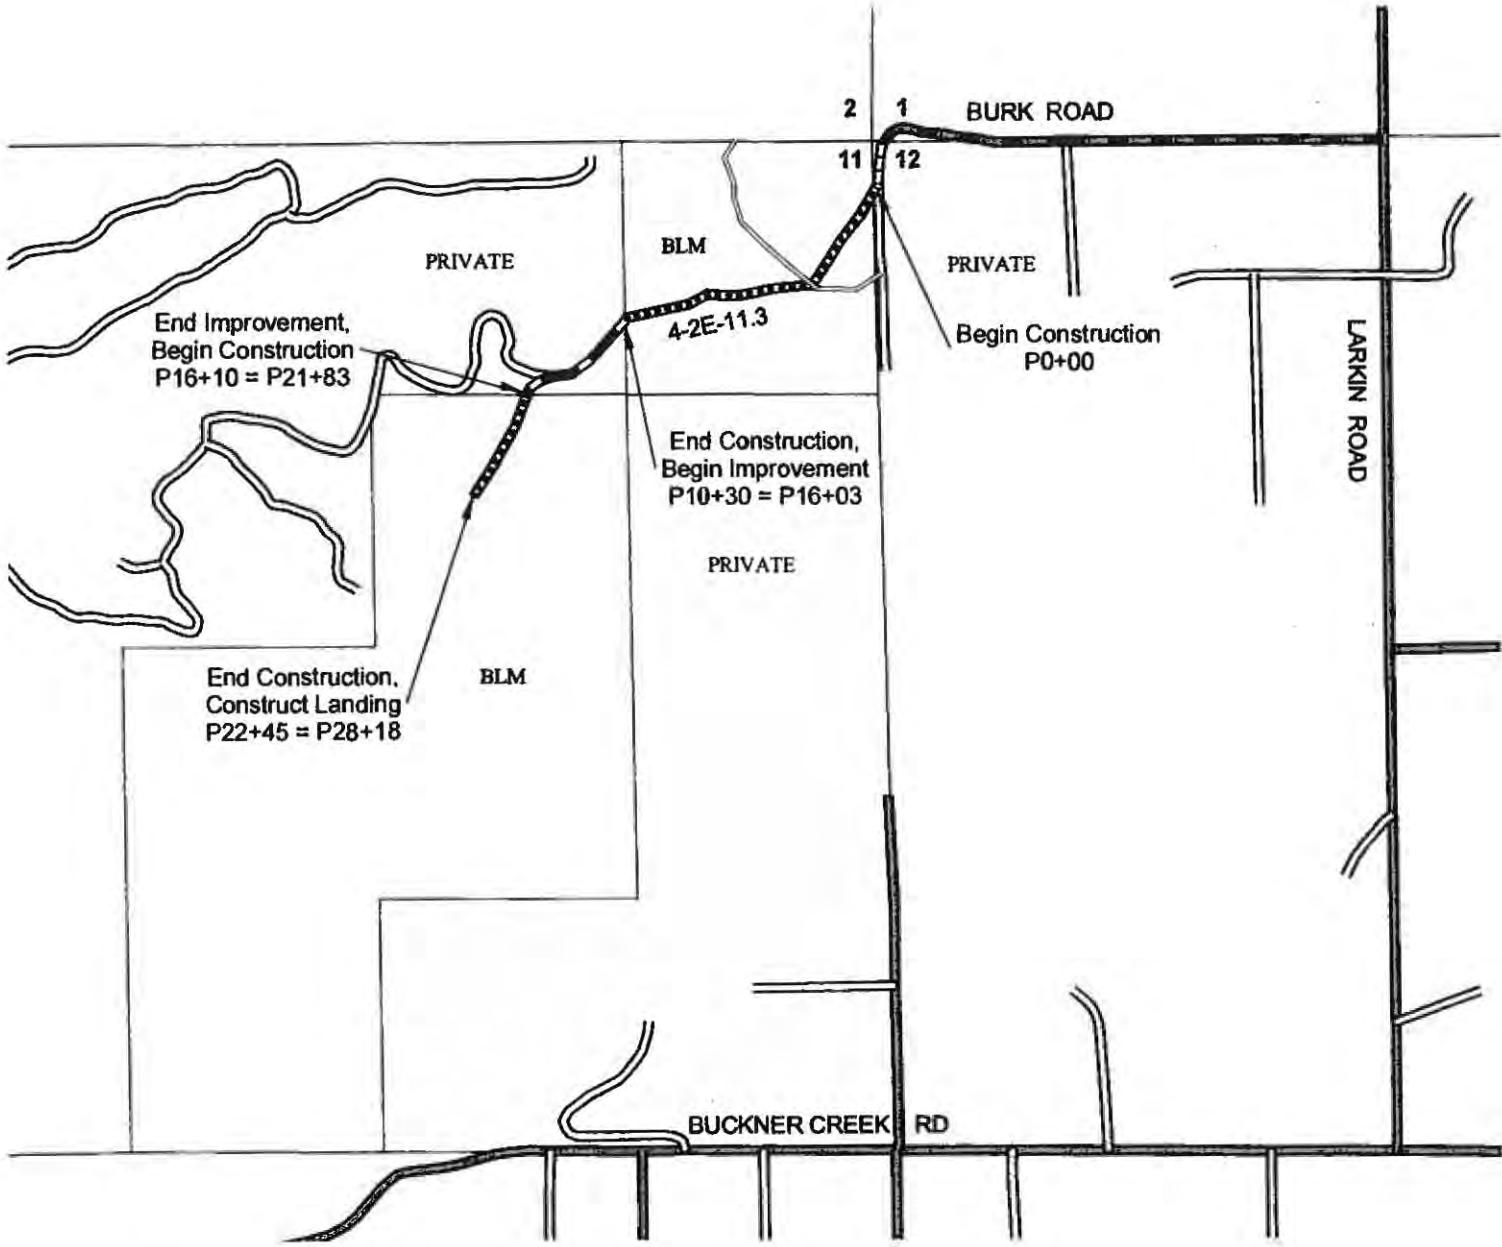 2 1
BURK ROAD
11 12
PRIVATE
BLM
PRIVATE
End Improvement,
Begin Construction
P16+10 = P21+83
4-2E-11.3
Begin Construction
P0+00
LARKIN ROAD
End Construction,
Begin Improvement
P10+30 = P16+03
PRIVATE
End Construction,
Construct Landing
P22+45 = P28+18
BLM
BUCKNER CREEK RD